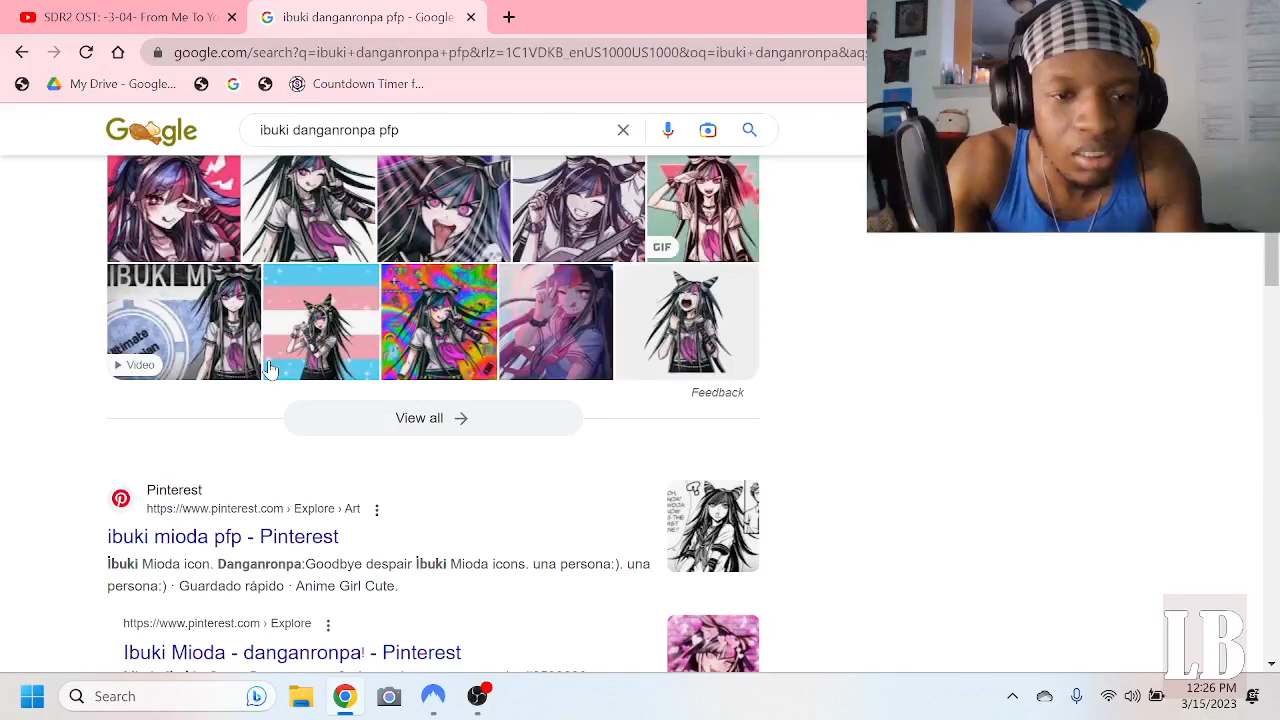 SDR2 OST: -3-04- From Me To Y
ibuki danganronpa pfp - Google
google.com/search?q=ibuki+danganronpa+pfp&rlz=1C1VDKB_enUS1000US1000&oq=ibuki+danganronpa&aqs
My Drive - Google...
Countdown Timer f...
Google
ibuki danganronpa pfp
GIF
IBUKI MI
ltimate
Video
Feedback
View all
Pinterest
https://www.pinterest.com › Explore › Art
ibuki mioda pfp - Pinterest
İbuki Mioda icon. Danganronpa:Goodbye despair İbuki Mioda icons. una persona:). una
persona:) · Guardado rápido · Anime Girl Cute.
https://www.pinterest.com › Explore
Ibuki Mioda - danganronpa! - Pinterest
LB
Search
12:26 PM
3/15/2023